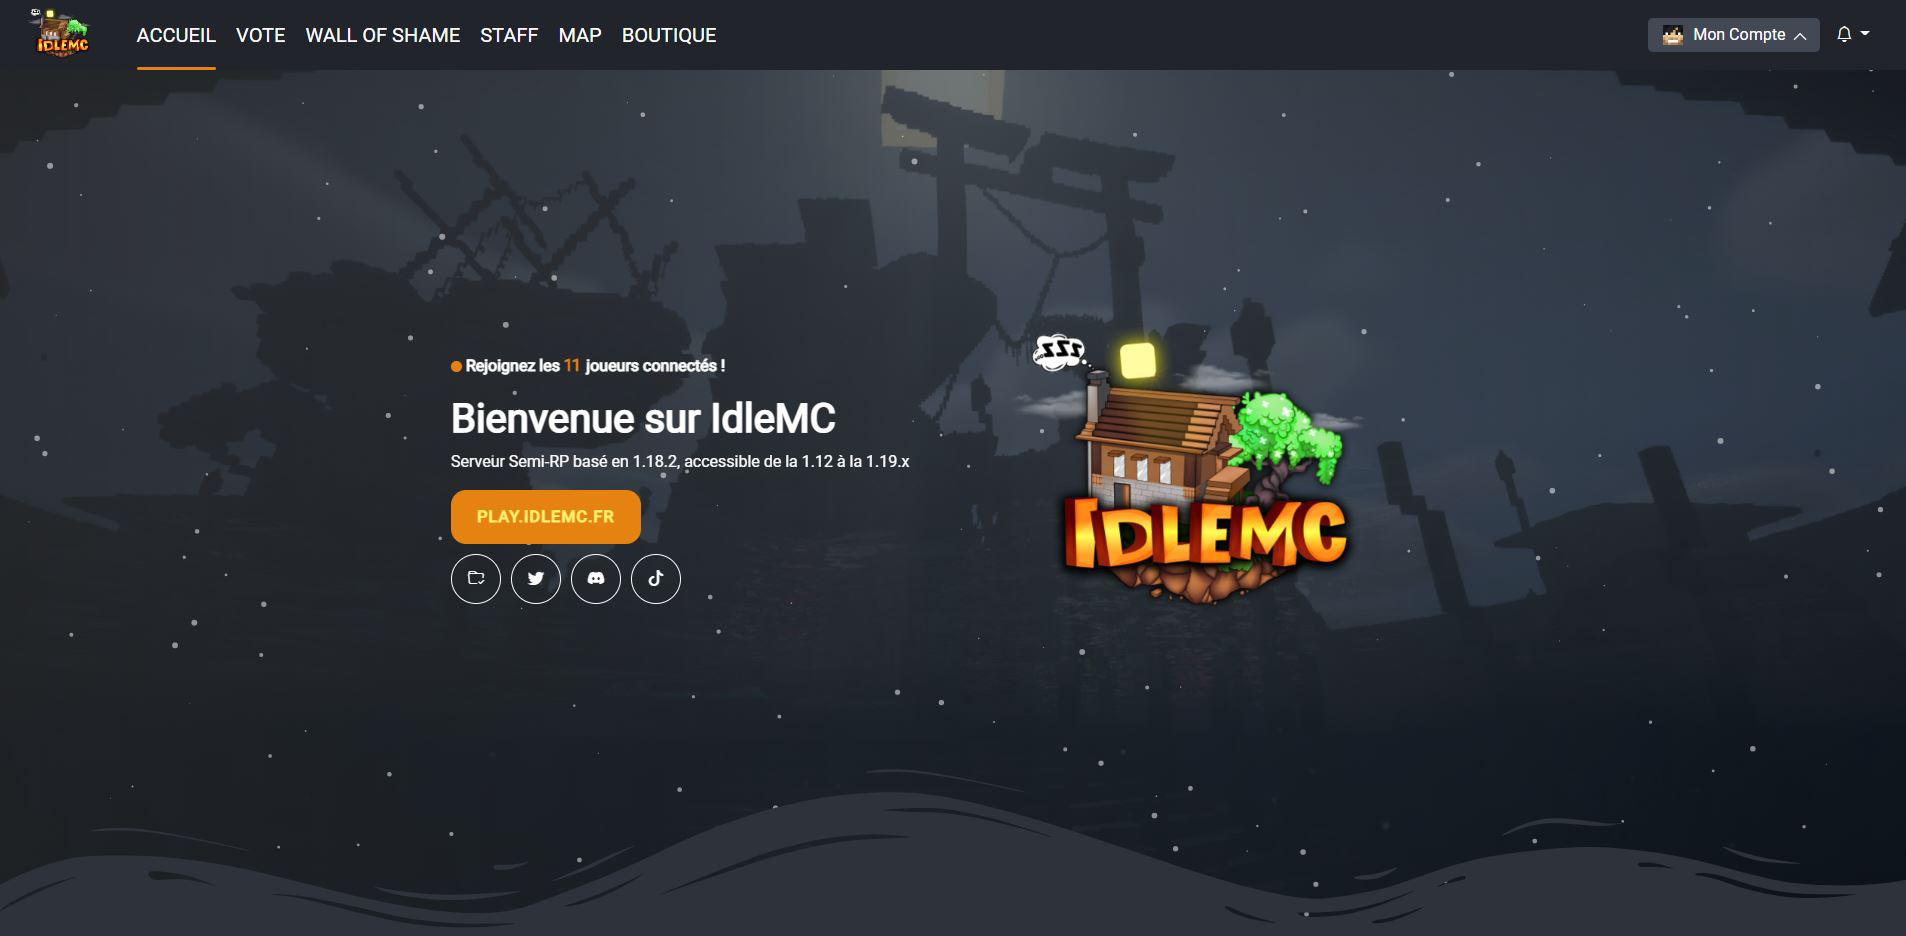 IDLEMC
ACCUEIL VOTE WALL OF SHAME STAFF MAP BOUTIQUE
Mon Compte
Rejoignez les 11 joueurs connectés !
Bienvenue sur IdleMC
Serveur Semi-RP basé en 1.18.2, accessible de la 1.12 à la 1.19.x
PLAY.IDLEMC.FR
ZZZ
IDLEMC